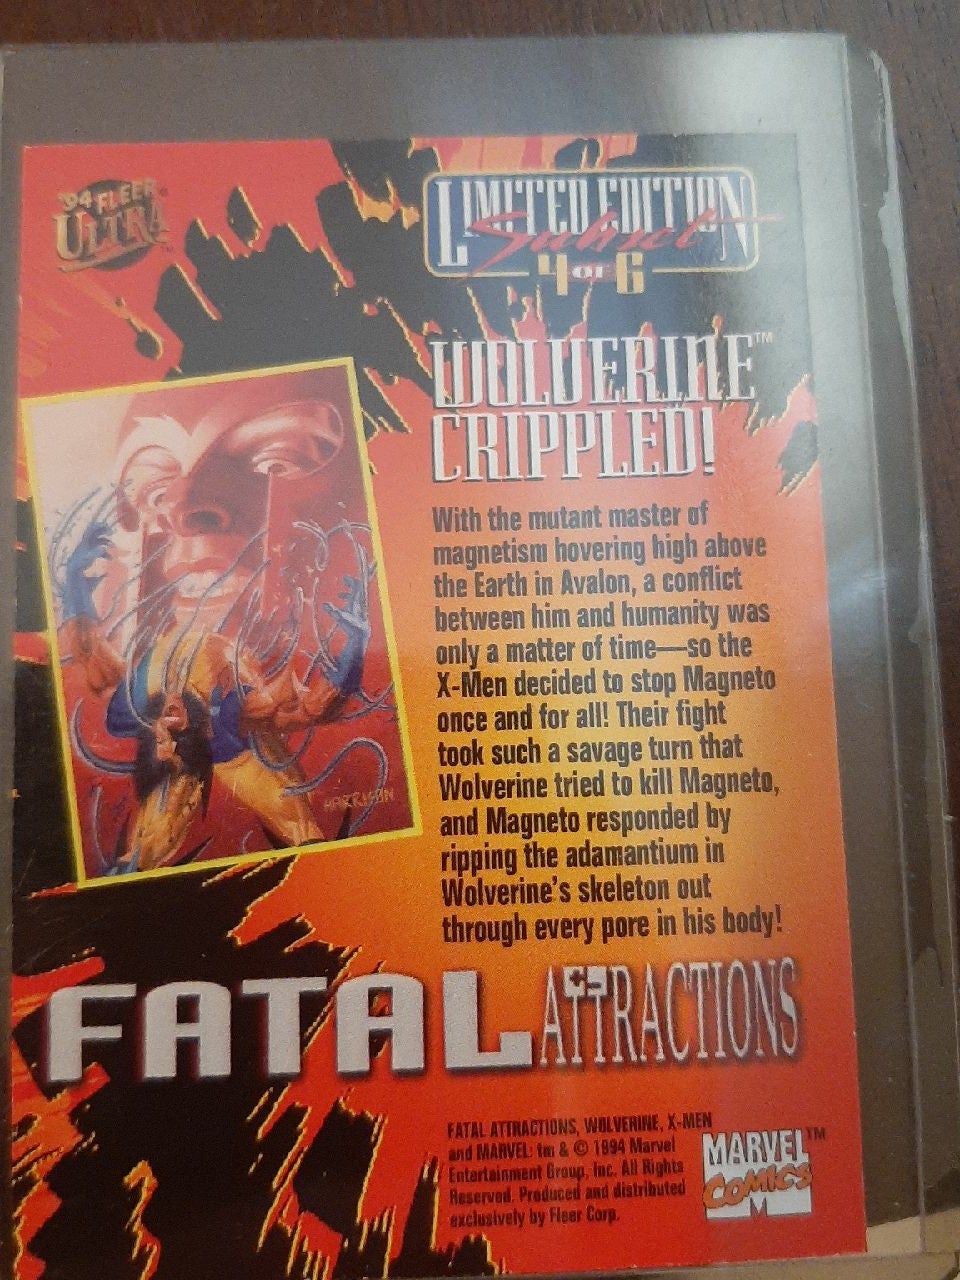 '94 FLEER
ULTRA
LIMITED EDITION
Subset
4 OF 6
WOLVERINE™
CRIPPLED!
With the mutant master of
magnetism hovering high above
the Earth in Avalon, a conflict
between him and humanity was
only a matter of time—so the
X-Men decided to stop Magneto
once and for all! Their fight
took such a savage turn that
Wolverine tried to kill Magneto,
and Magneto responded by
ripping the adamantium in
Wolverine's skeleton out
through every pore in his body!
HARRISON
FATAL ATTRACTIONS
FATAL ATTRACTIONS, WOLVERINE, X-MEN
and MARVEL: tm & © 1994 Marvel
Entertainment Group, Inc. All Rights
Reserved. Produced and distributed
exclusively by Fleer Corp.
MARVEL™
COMICS